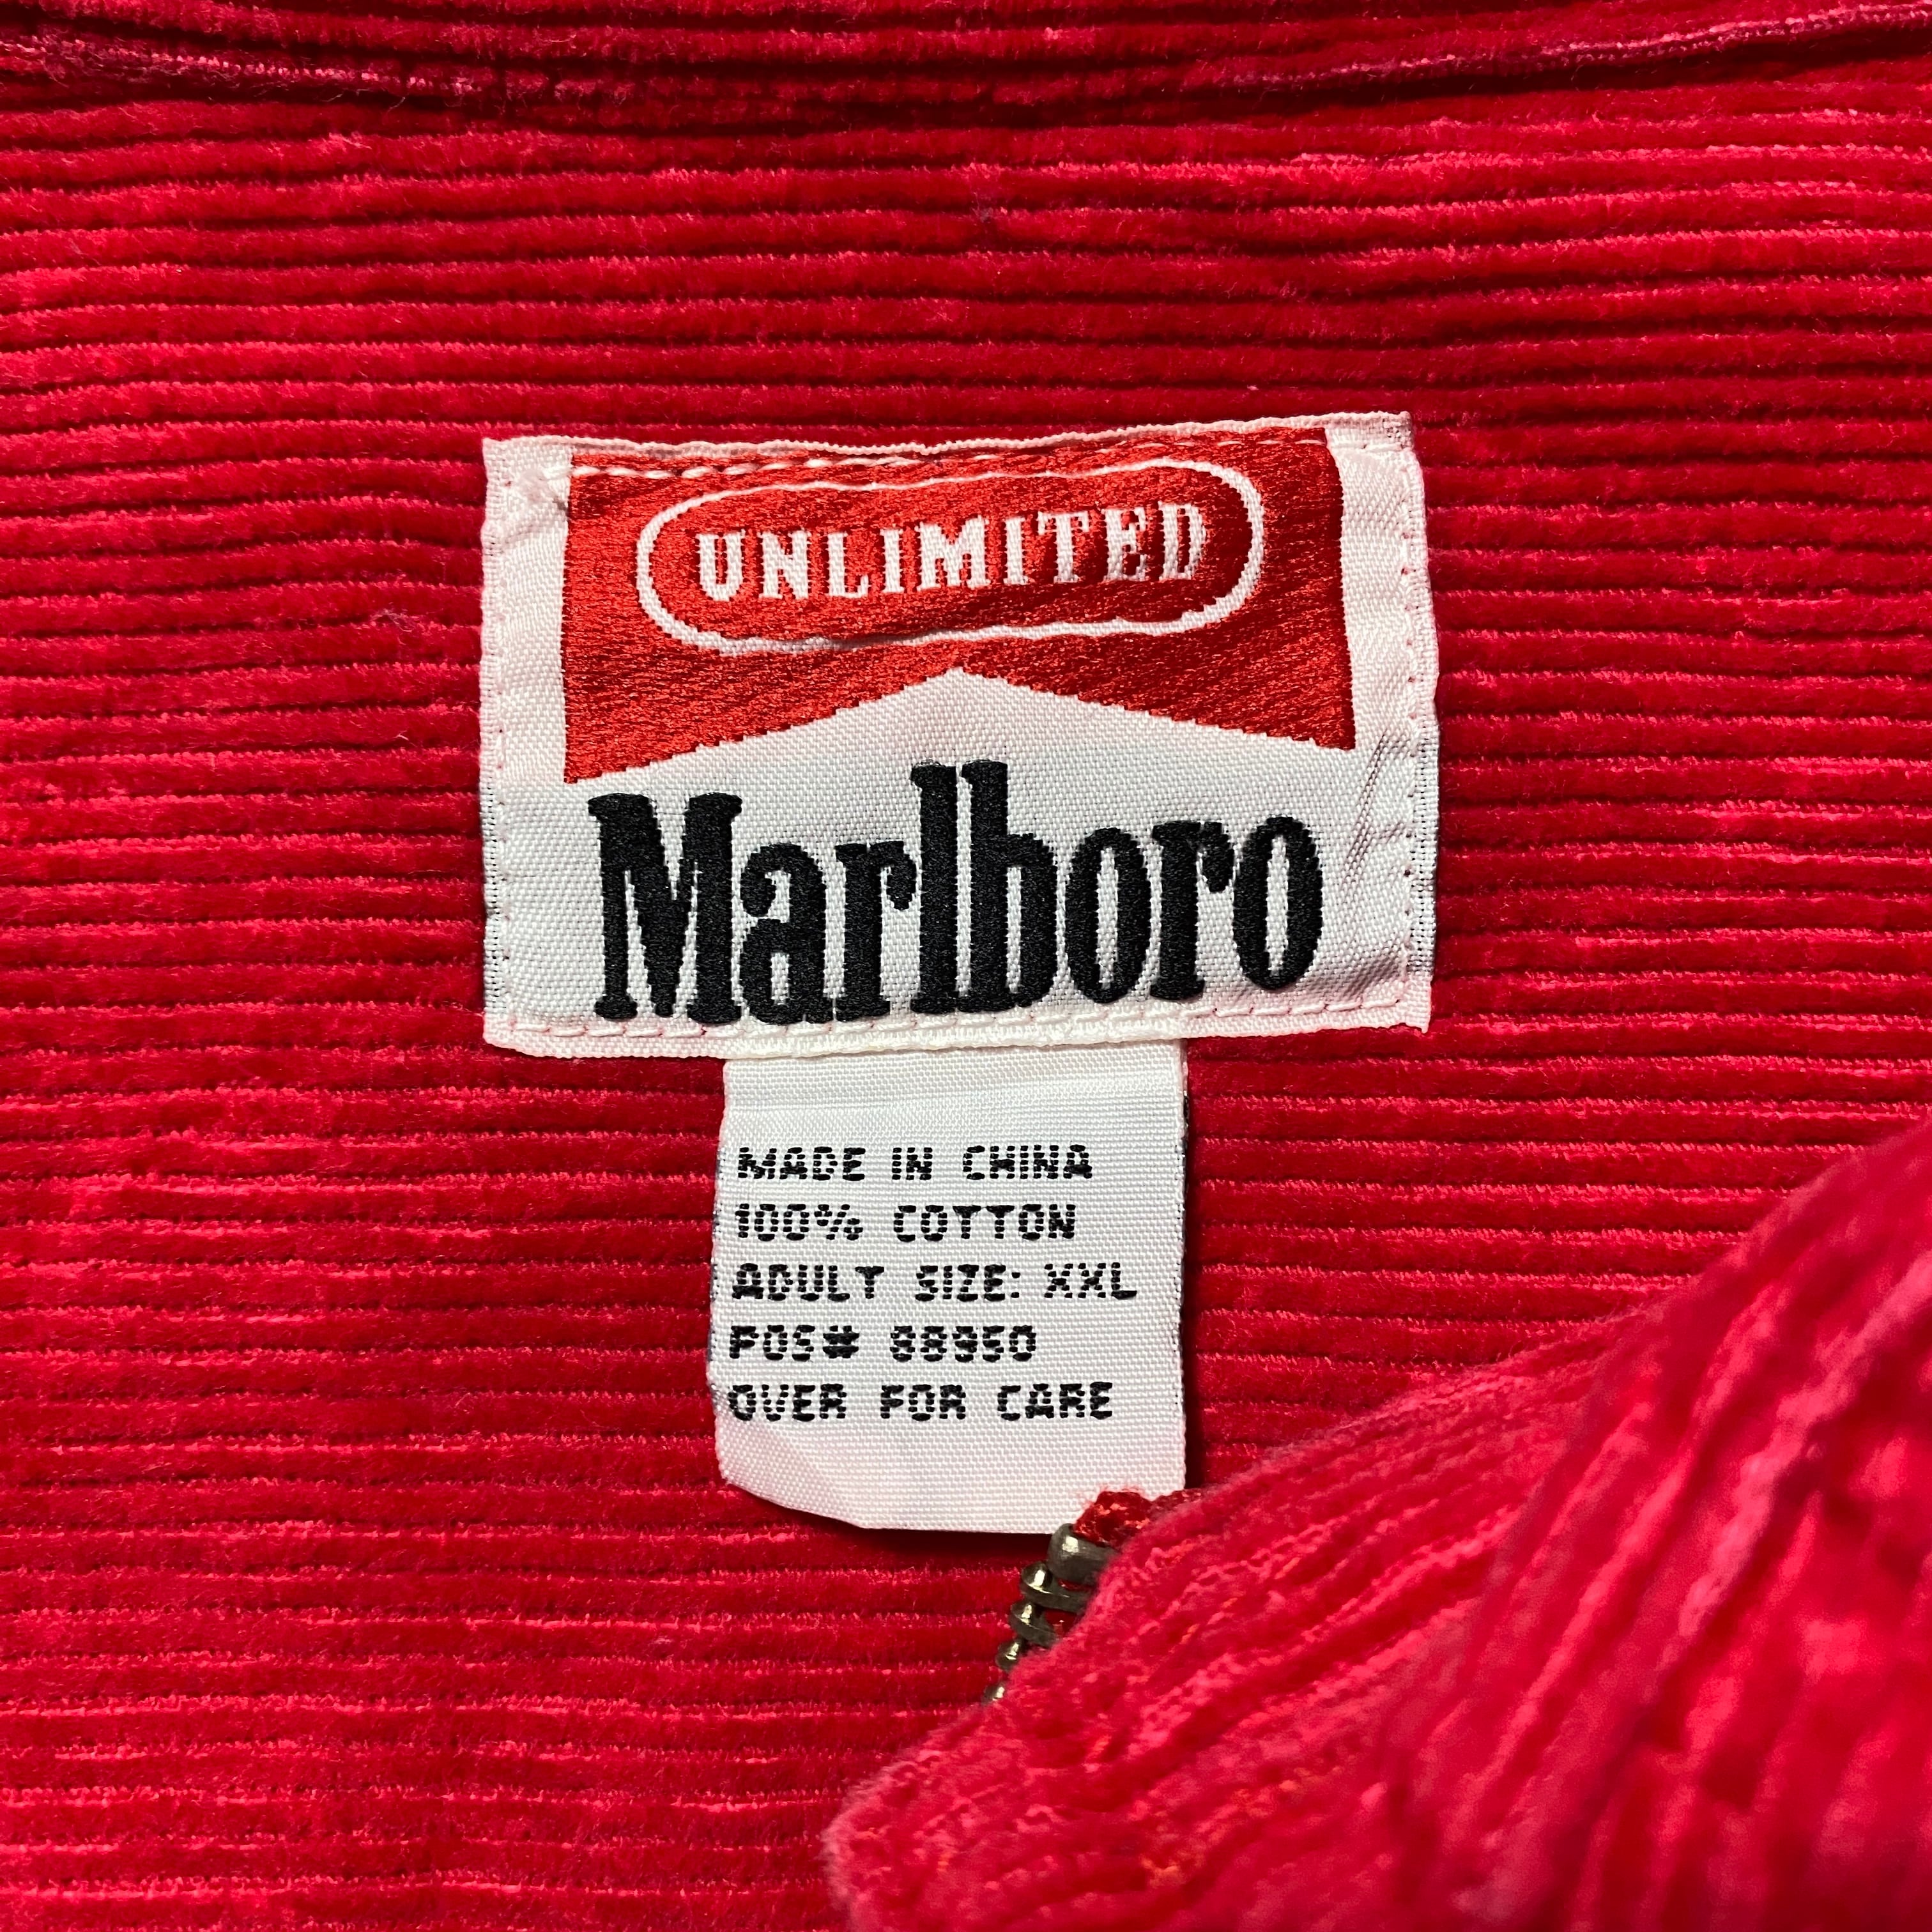 UNLIMITED
Marlboro
MADE IN CHINA
100% COTTON
ADULT SIZE: XXL
POS# 88950
OVER FOR CARE